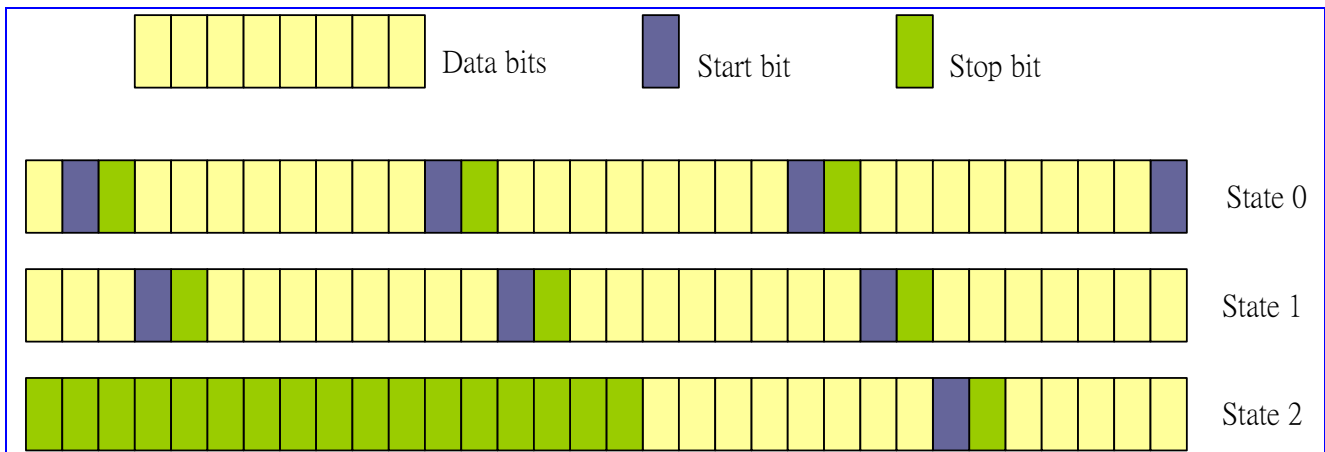 Data bits
Start bit
Stop bit
State 0
State 1
State 2